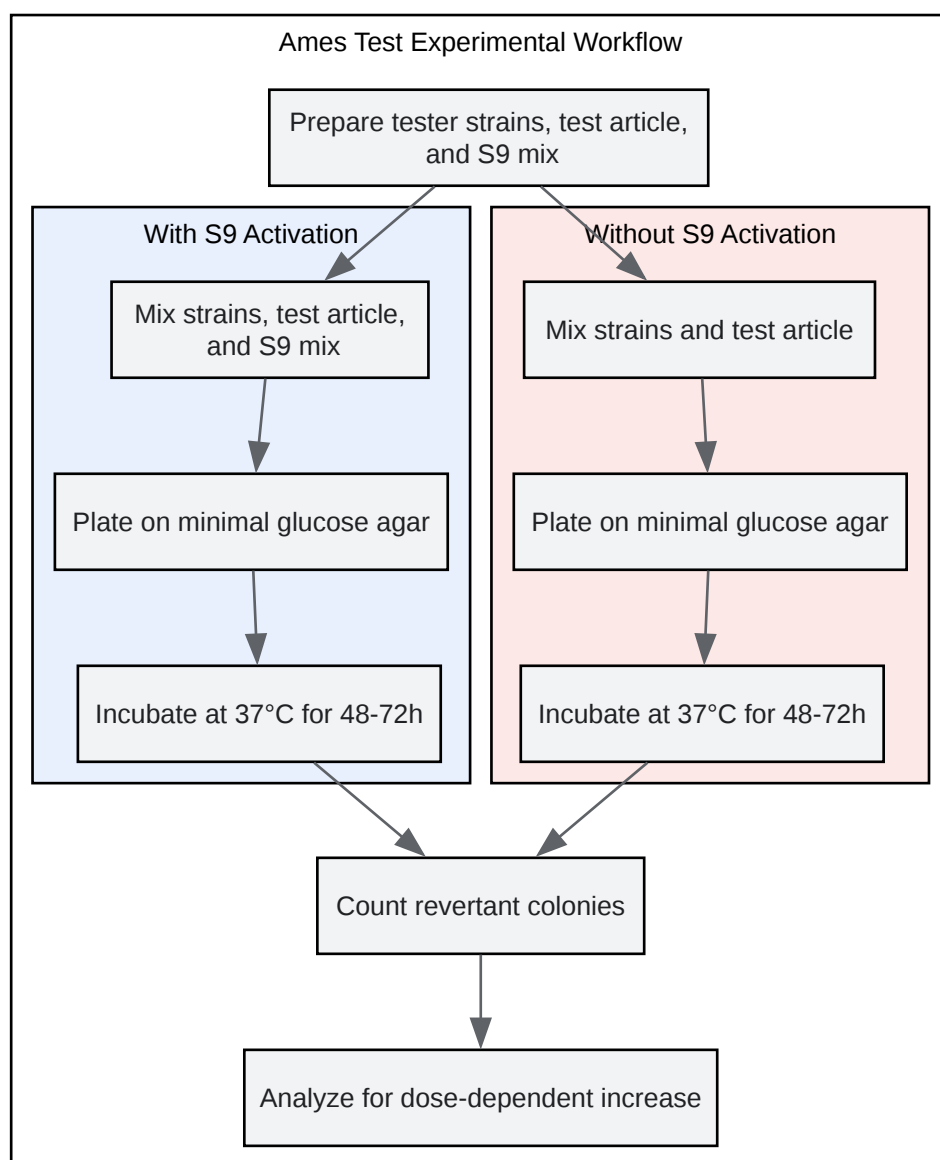 Ames Test Experimental Workflow
Prepare tester strains, test article,
and S9 mix
With S9 Activation
Mix strains, test article,
and S9 mix
Plate on minimal glucose agar
Incubate at 37°C for 48-72h
Without S9 Activation
Mix strains and test article
Plate on minimal glucose agar
Incubate at 37°C for 48-72h
Count revertant colonies
Analyze for dose-dependent increase